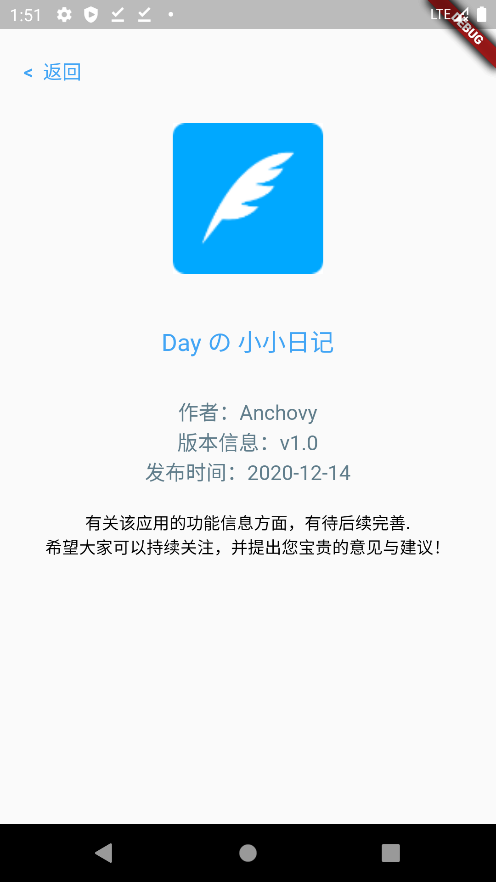 1:51
LTE
DEBUG
< 返回
Day の 小小日记
作者：Anchovy
版本信息：v1.0
发布时间：2020-12-14
有关该应用的功能信息方面，有待后续完善.
希望大家可以持续关注，并提出您宝贵的意见与建议！